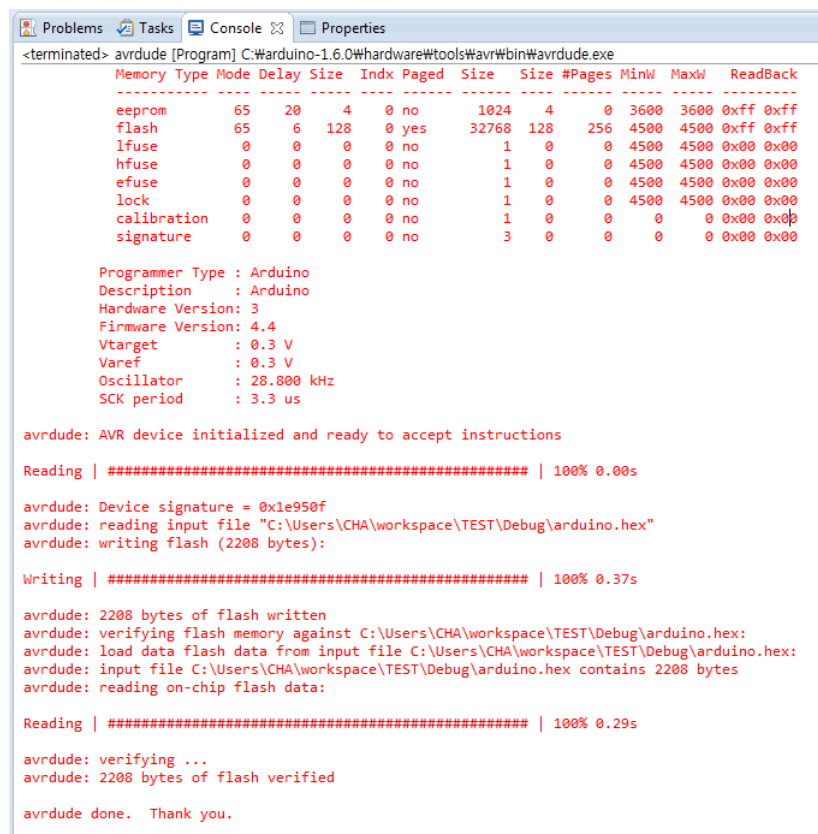 Problems Tasks Console Properties
<terminated> avrdude [Program] C:₩arduino-1.6.0₩hardware₩tools₩avr₩bin₩avrdude.exe
Memory Type Mode Delay Size Indx Paged Size Size #Pages MinW MaxW ReadBack
----------- ---- ----- ----- ---- ------ ------ ---- ------ ----- ----- ---------
eeprom 65 20 4 0 no 1024 4 0 3600 3600 0xff 0xff
flash 65 6 128 0 yes 32768 128 256 4500 4500 0xff 0xff
lfuse 0 0 0 0 no 1 0 0 4500 4500 0x00 0x00
hfuse 0 0 0 0 no 1 0 0 4500 4500 0x00 0x00
efuse 0 0 0 0 no 1 0 0 4500 4500 0x00 0x00
lock 0 0 0 0 no 1 0 0 4500 4500 0x00 0x00
calibration 0 0 0 0 no 1 0 0 0 0 0x00 0x00
signature 0 0 0 0 no 3 0 0 0 0 0x00 0x00
Programmer Type : Arduino
Description : Arduino
Hardware Version: 3
Firmware Version: 4.4
Vtarget : 0.3 V
Varef : 0.3 V
Oscillator : 28.800 kHz
SCK period : 3.3 us
avrdude: AVR device initialized and ready to accept instructions
Reading | ################################################## | 100% 0.00s
avrdude: Device signature = 0x1e950f
avrdude: reading input file "C:\Users\CHA\workspace\TEST\Debug\arduino.hex"
avrdude: writing flash (2208 bytes):
Writing | ################################################## | 100% 0.37s
avrdude: 2208 bytes of flash written
avrdude: verifying flash memory against C:\Users\CHA\workspace\TEST\Debug\arduino.hex:
avrdude: load data flash data from input file C:\Users\CHA\workspace\TEST\Debug\arduino.hex:
avrdude: input file C:\Users\CHA\workspace\TEST\Debug\arduino.hex contains 2208 bytes
avrdude: reading on-chip flash data:
Reading | ################################################## | 100% 0.29s
avrdude: verifying ...
avrdude: 2208 bytes of flash verified
avrdude done.  Thank you.